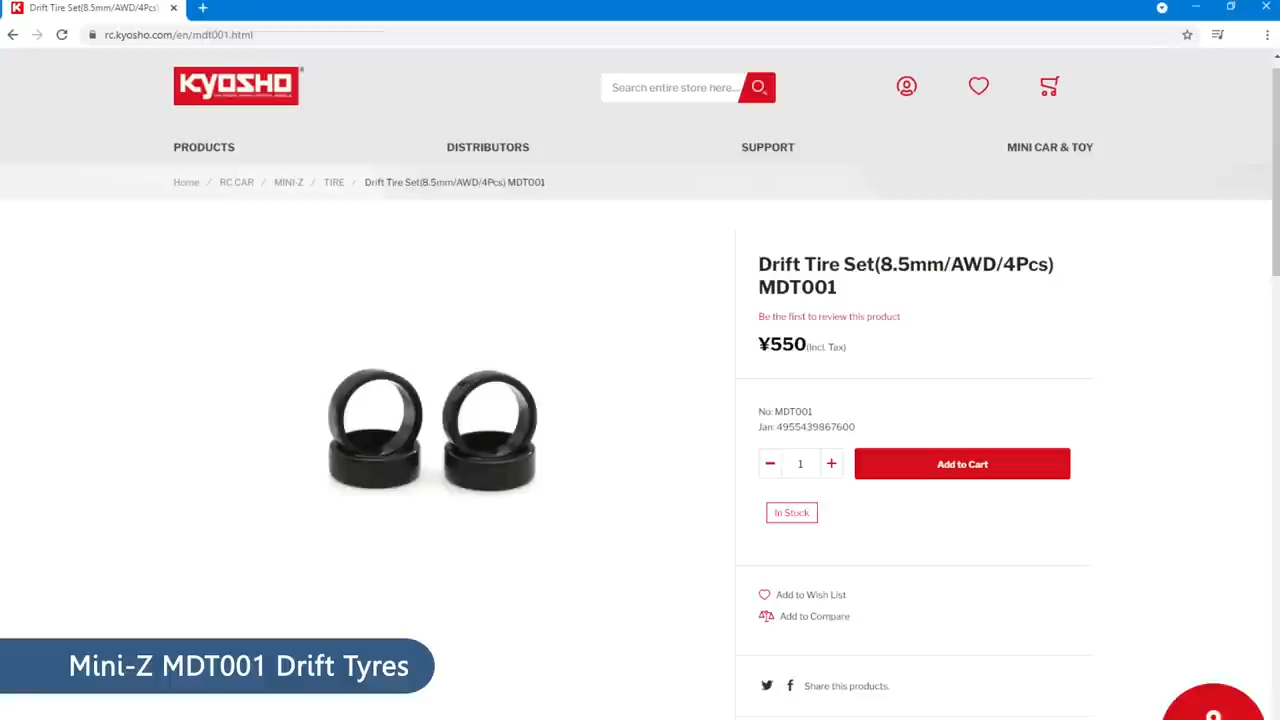 Drift Tire Set(8.5mm/AWD/4Pcs)
rc.kyosho.com/en/mdt001.html
KYOSHO
Search entire store here...
PRODUCTS
DISTRIBUTORS
SUPPORT
MINI CAR & TOY
Home / RC CAR / MINI-Z / TIRE / Drift Tire Set(8.5mm/AWD/4Pcs) MDT001
Drift Tire Set(8.5mm/AWD/4Pcs)
MDT001
Be the first to review this product
¥550(Incl. Tax)
No: MDT001
Jan: 4955439867600
1
Add to Cart
In Stock
Add to Wish List
Add to Compare
Share this products.
Mini-Z MDT001 Drift Tyres